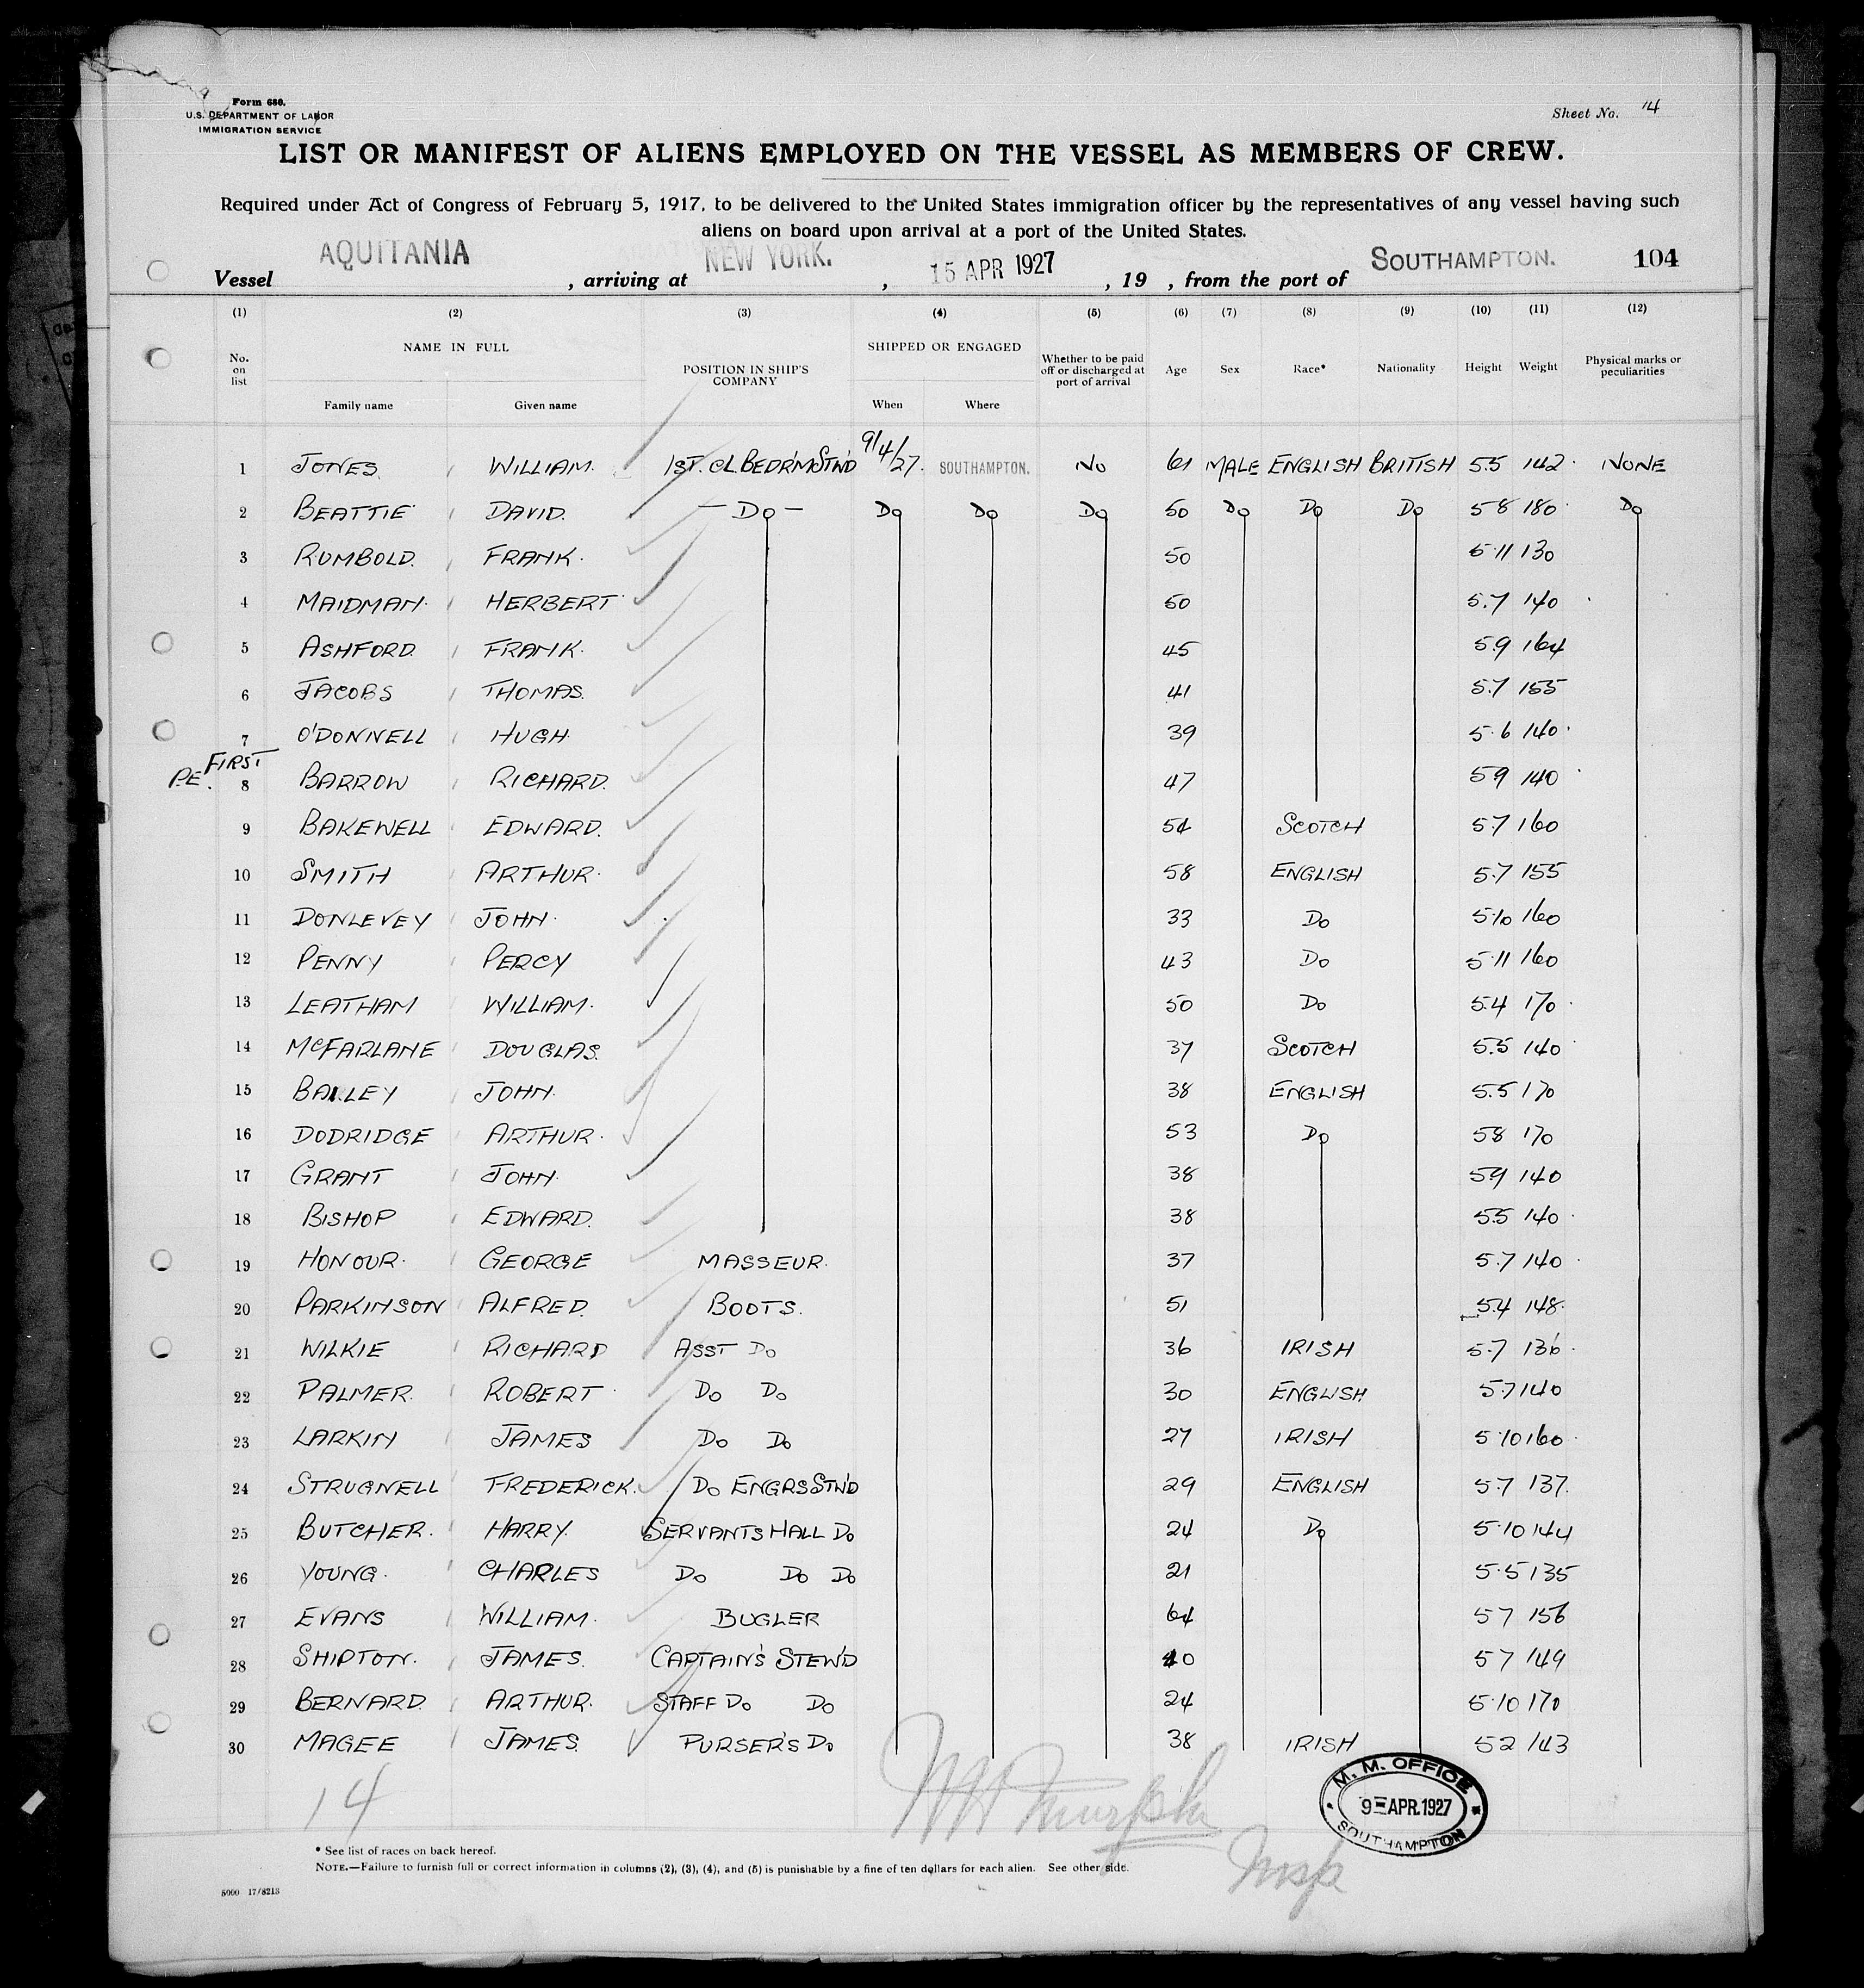 Form 686.
U.S. DEPARTMENT OF LABOR
IMMIGRATION SERVICE
Sheet No. 14
LIST OR MANIFEST OF ALIENS EMPLOYED ON THE VESSEL AS MEMBERS OF CREW.
Required under Act of Congress of February 5, 1917, to be delivered to the United States immigration officer by the representatives of any vessel having such
aliens on board upon arrival at a port of the United States.
Vessel AQUITANIA, arriving at NEW YORK., 15 APR 1927, 19 , from the port of SOUTHAMPTON. 104
(1) (2) (3) (4) (5) (6) (7) (8) (9) (10) (11) (12)
No. on list NAME IN FULL POSITION IN SHIP'S COMPANY SHIPPED OR ENGAGED Whether to be paid off or discharged at port of arrival Age Sex Race* Nationality Height Weight Physical marks or peculiarities
Family name Given name When Where
1 JONES WILLIAM. 1ST. CL. BEDR'M STW'D 9/4/27. SOUTHAMPTON. NO 61 MALE ENGLISH BRITISH 5.5 142 NONE
2 BEATTIE DAVID. — DO — DO DO DO 50 DO DO DO 5 8 180 DO
3 RUMBOLD. FRANK. 50 5 11 130
4 MAIDMAN. HERBERT 50 5.7 140
5 ASHFORD. FRANK. 45 5.9 164
6 JACOBS THOMAS. 41 5.7 155
7 O'DONNELL HUGH. 39 5.6 140
P.E. FIRST
8 BARROW RICHARD. 47 5 9 140
9 BAKEWELL EDWARD. 54 SCOTCH 5.7 160
10 SMITH ARTHUR. 58 ENGLISH 5.7 155
11 DONLEVEY JOHN. 33 DO 5.10 160
12 PENNY PERCY 43 DO 5.11 160
13 LEATHAM WILLIAM. 50 DO 5.4 170
14 McFARLANE DOUGLAS. 37 SCOTCH 5.5 140
15 BAILEY JOHN. 38 ENGLISH 5.5 170
16 DODRIDGE ARTHUR. 53 DO 5 8 170
17 GRANT JOHN. 38 5 9 140
18 BISHOP EDWARD. 38 5.5 140
19 HONOUR. GEORGE MASSEUR. 37 5.7 140
20 PARKINSON ALFRED. BOOTS. 51 5.4 148
21 WILKIE RICHARD ASST DO 36 IRISH 5.7 136
22 PALMER. ROBERT DO DO 30 ENGLISH 5.7 140
23 LARKIN JAMES DO DO 27 IRISH 5.10 160
24 STRUGNELL FREDERICK. DO ENGRS STW'D 29 ENGLISH 5.7 137.
25 BUTCHER. HARRY. SERVANTS HALL DO 24 DO 5.10 144
26 YOUNG. CHARLES DO DO DO 21 5.5 135
27 EVANS WILLIAM. BUGLER 64 5 7 156
28 SHIPTON. JAMES. CAPTAIN'S STEW'D 40 5 7 149
29 BERNARD. ARTHUR. STAFF DO DO 24 5.10 170
30 MAGEE JAMES. PURSER'S DO 38 IRISH 5 2 143
14
W H Murphy
Insp
M. M. OFFICE
9 - APR. 1927
SOUTHAMPTON
* See list of races on back hereof.
NOTE.—Failure to furnish full or correct information in columns (2), (3), (4), and (5) is punishable by a fine of ten dollars for each alien. See other side.
5000 17/8213